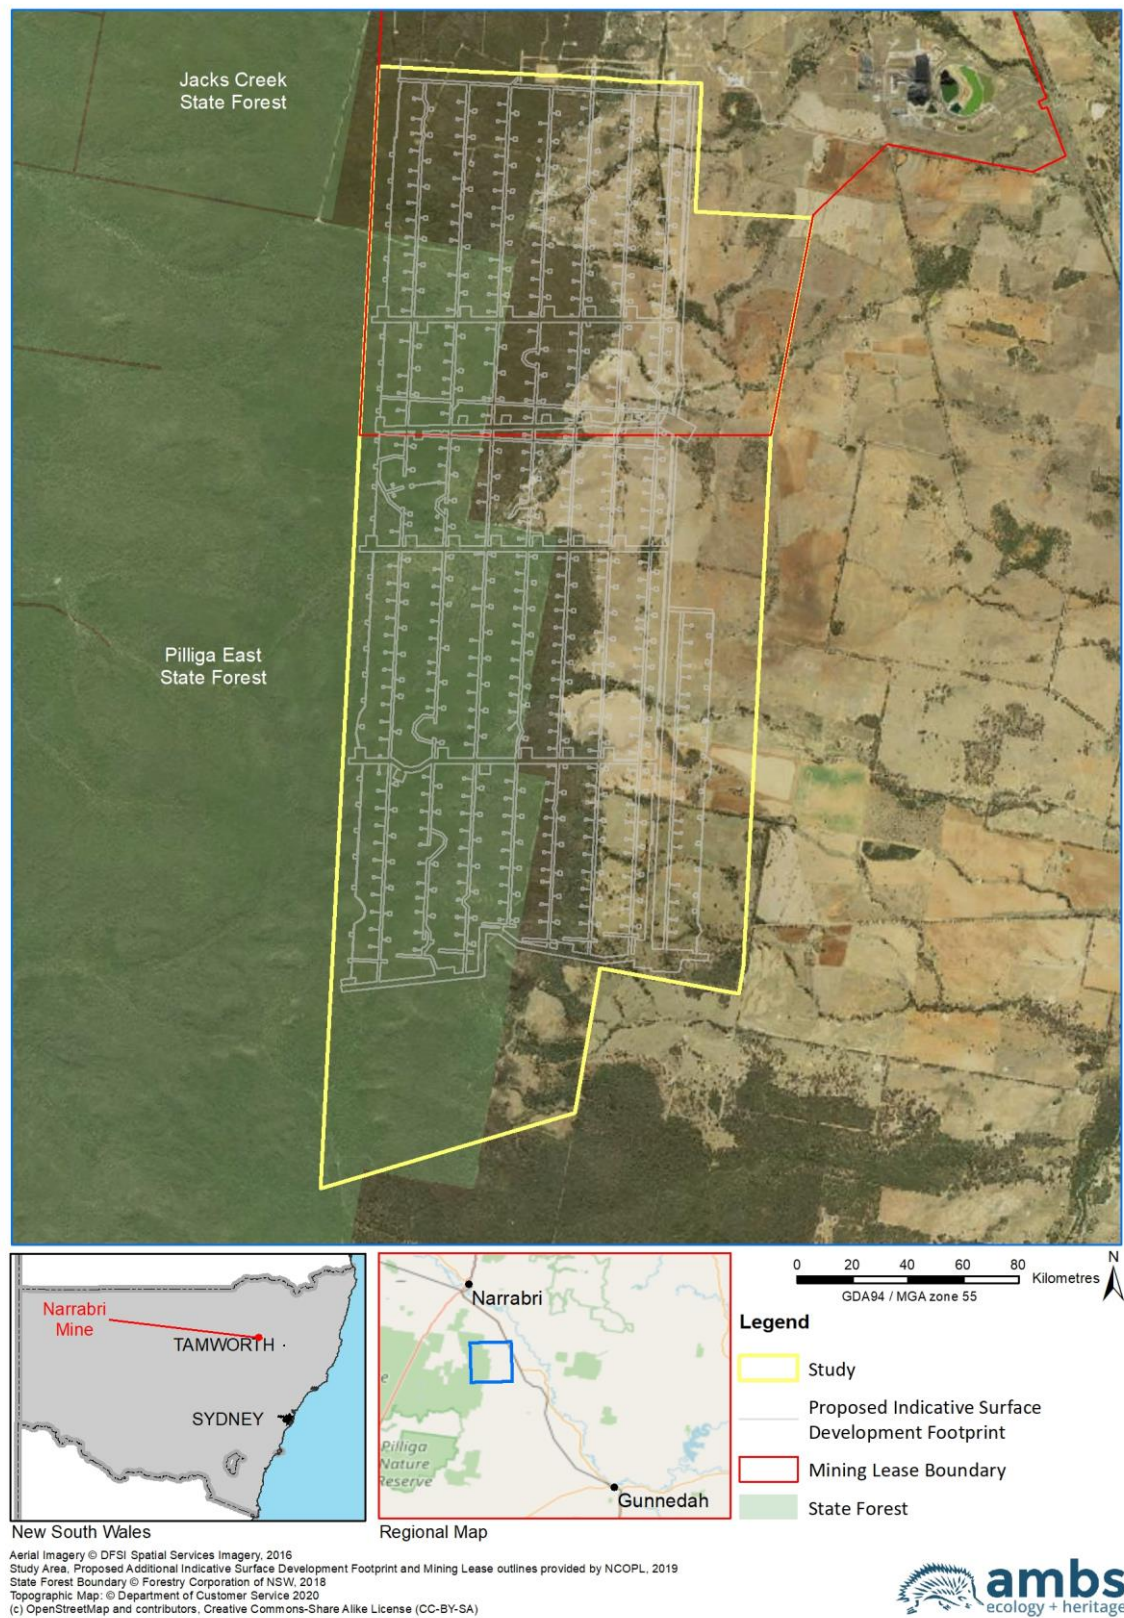 Jacks Creek
State Forest
Pilliga East
State Forest
Narrabri
Mine
TAMWORTH
SYDNEY
New South Wales
Narrabri
Pilliga
Nature
Reserve
Gunnedah
Regional Map
0 20 40 60 80 Kilometres
GDA94 / MGA zone 55
N
Legend
Study
Proposed Indicative Surface
Development Footprint
Mining Lease Boundary
State Forest
Aerial Imagery © DFSI Spatial Services Imagery, 2016
Study Area, Proposed Additional Indicative Surface Development Footprint and Mining Lease outlines provided by NCOPL, 2019
State Forest Boundary © Forestry Corporation of NSW, 2018
Topographic Map: © Department of Customer Service 2020
(c) OpenStreetMap and contributors, Creative Commons-Share Alike License (CC-BY-SA)
ambs
ecology + heritage